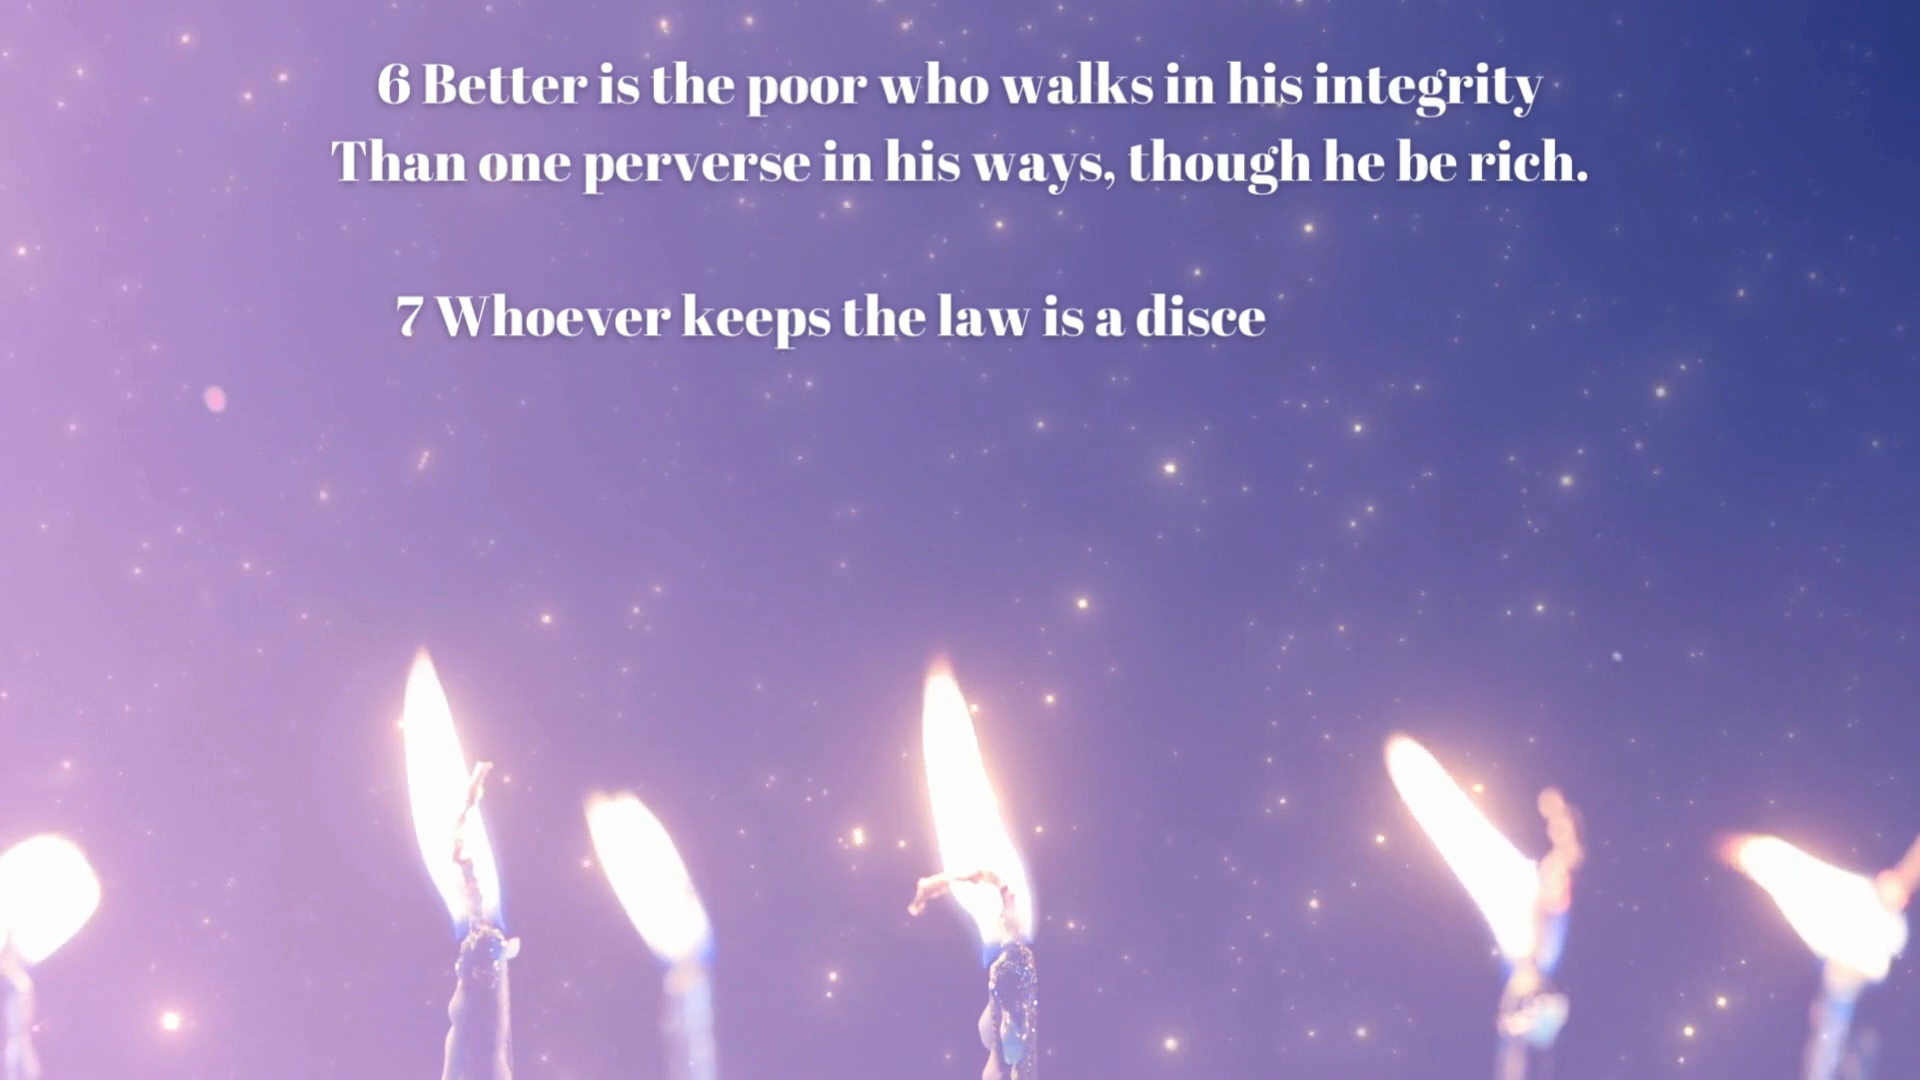 6 Better is the poor who walks in his integrity
Than one perverse in his ways, though he be rich.
7 Whoever keeps the law is a disce